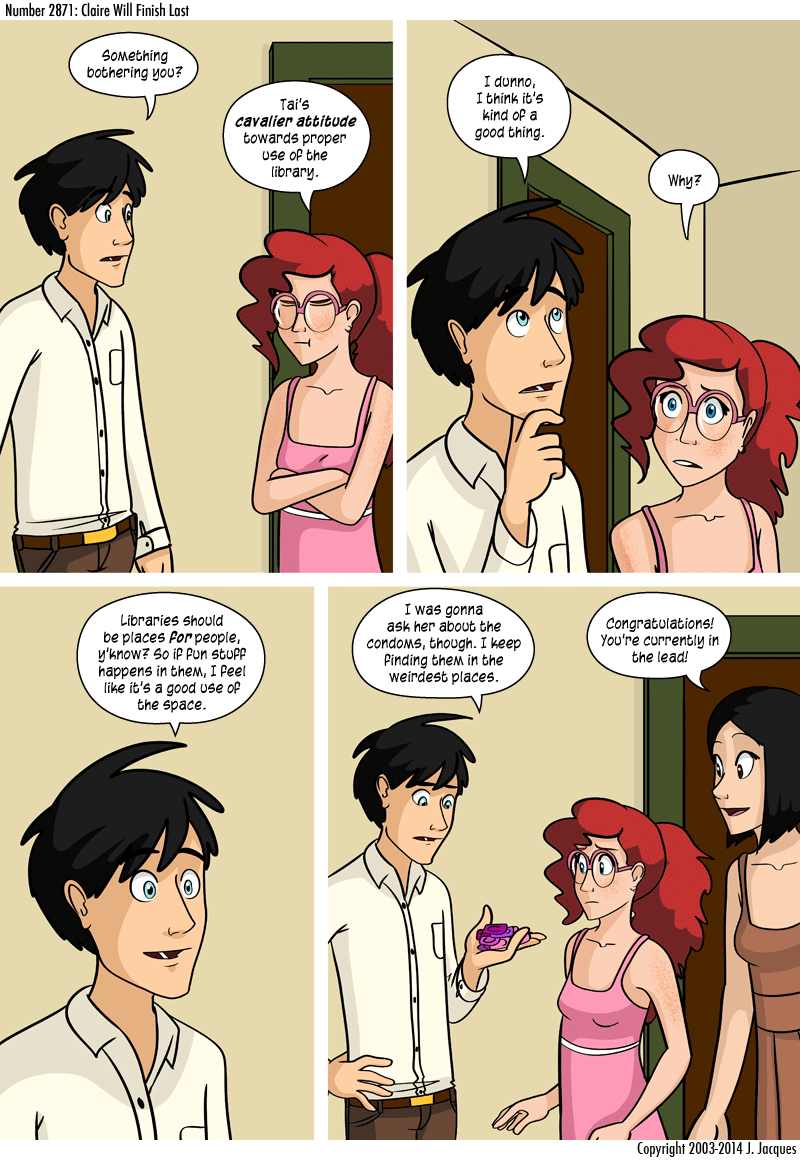 Number 2871: Claire Will Finish Last
Something
bothering you?
Tai's
cavalier attitude
towards proper
use of the
library.
I dunno,
I think it's
kind of a
good thing.
Why?
Libraries should
be places for people,
y'know? So if fun stuff
happens in them, I feel
like it's a good use of
the space.
I was gonna
ask her about the
condoms, though. I keep
finding them in the
weirdest places.
Congratulations!
You're currently in
the lead!
Copyright 2003-2014 J. Jacques